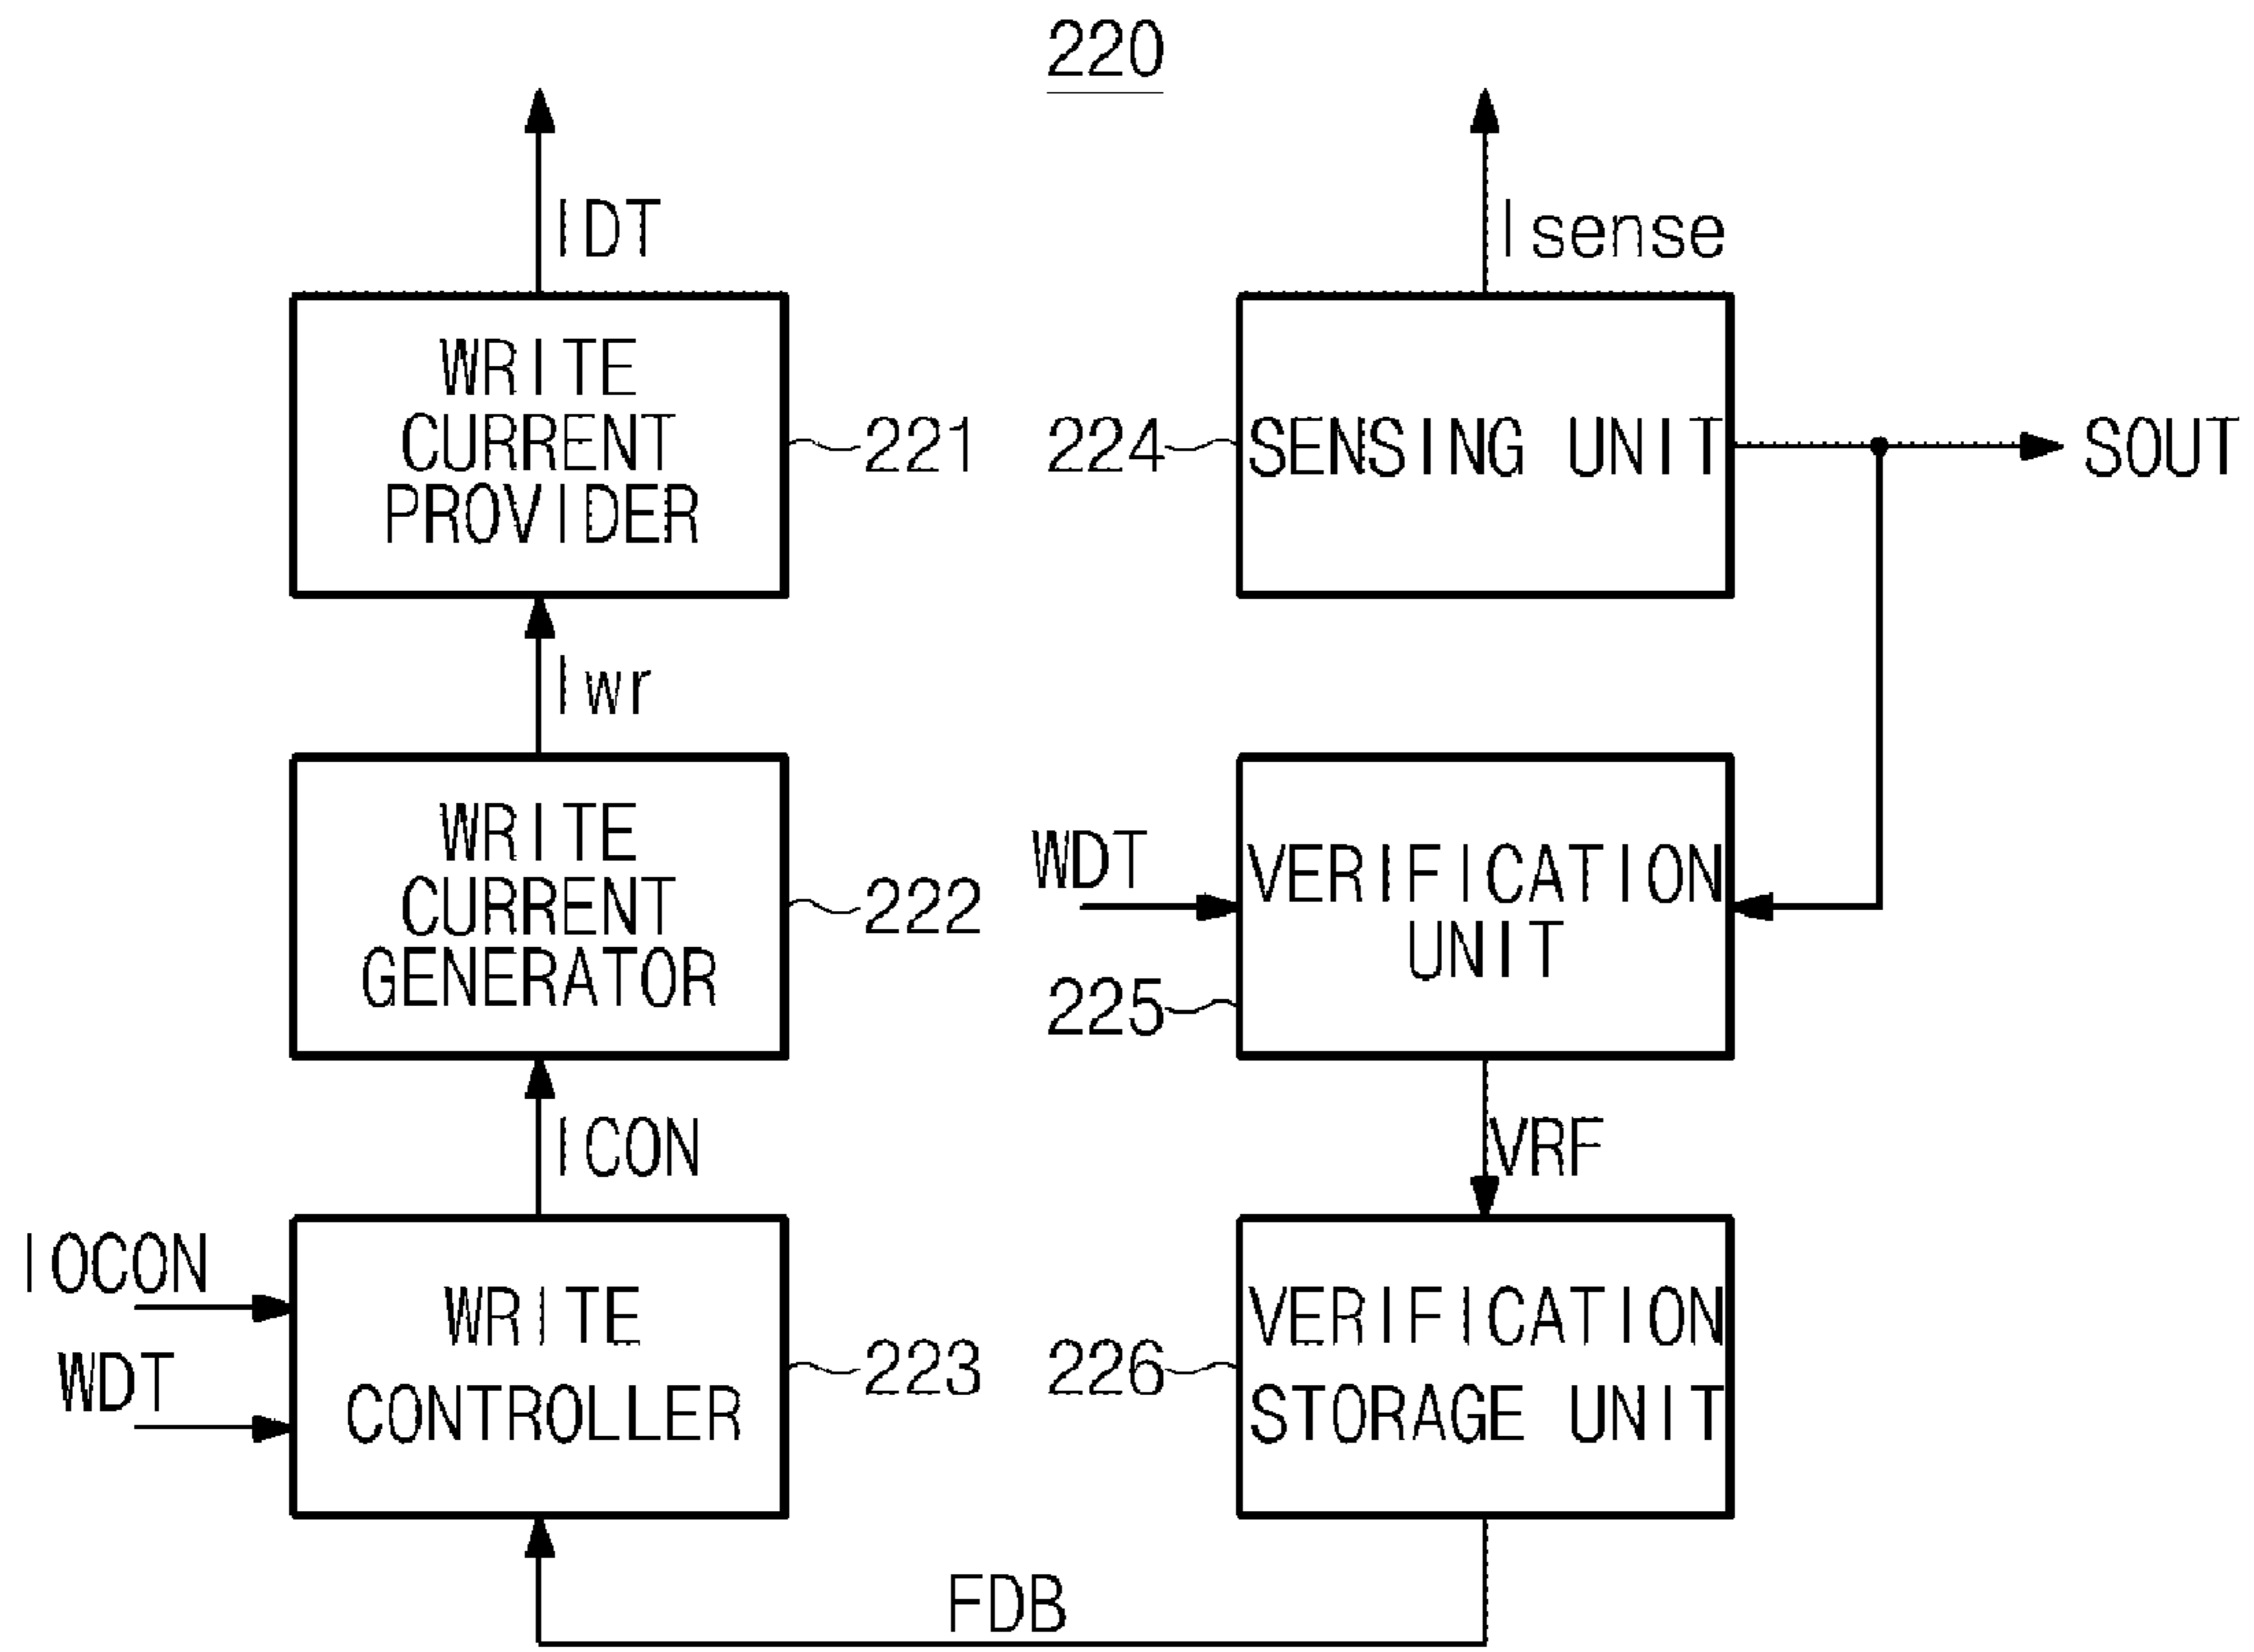 220
IDT
Isense
WRITE
CURRENT
PROVIDER
221
224
SENSING UNIT
SOUT
Iwr
WRITE
CURRENT
GENERATOR
222
WDT
VERIFICATION
UNIT
225
ICON
VRF
IOCON
WDT
WRITE
CONTROLLER
223
226
VERIFICATION
STORAGE UNIT
FDB